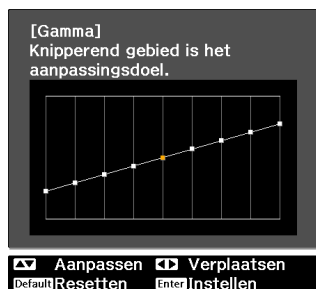 [Gamma]
Knipperend gebied is het
aanpassingsdoel.
Aanpassen Verplaatsen
Default Resetten Enter Instellen